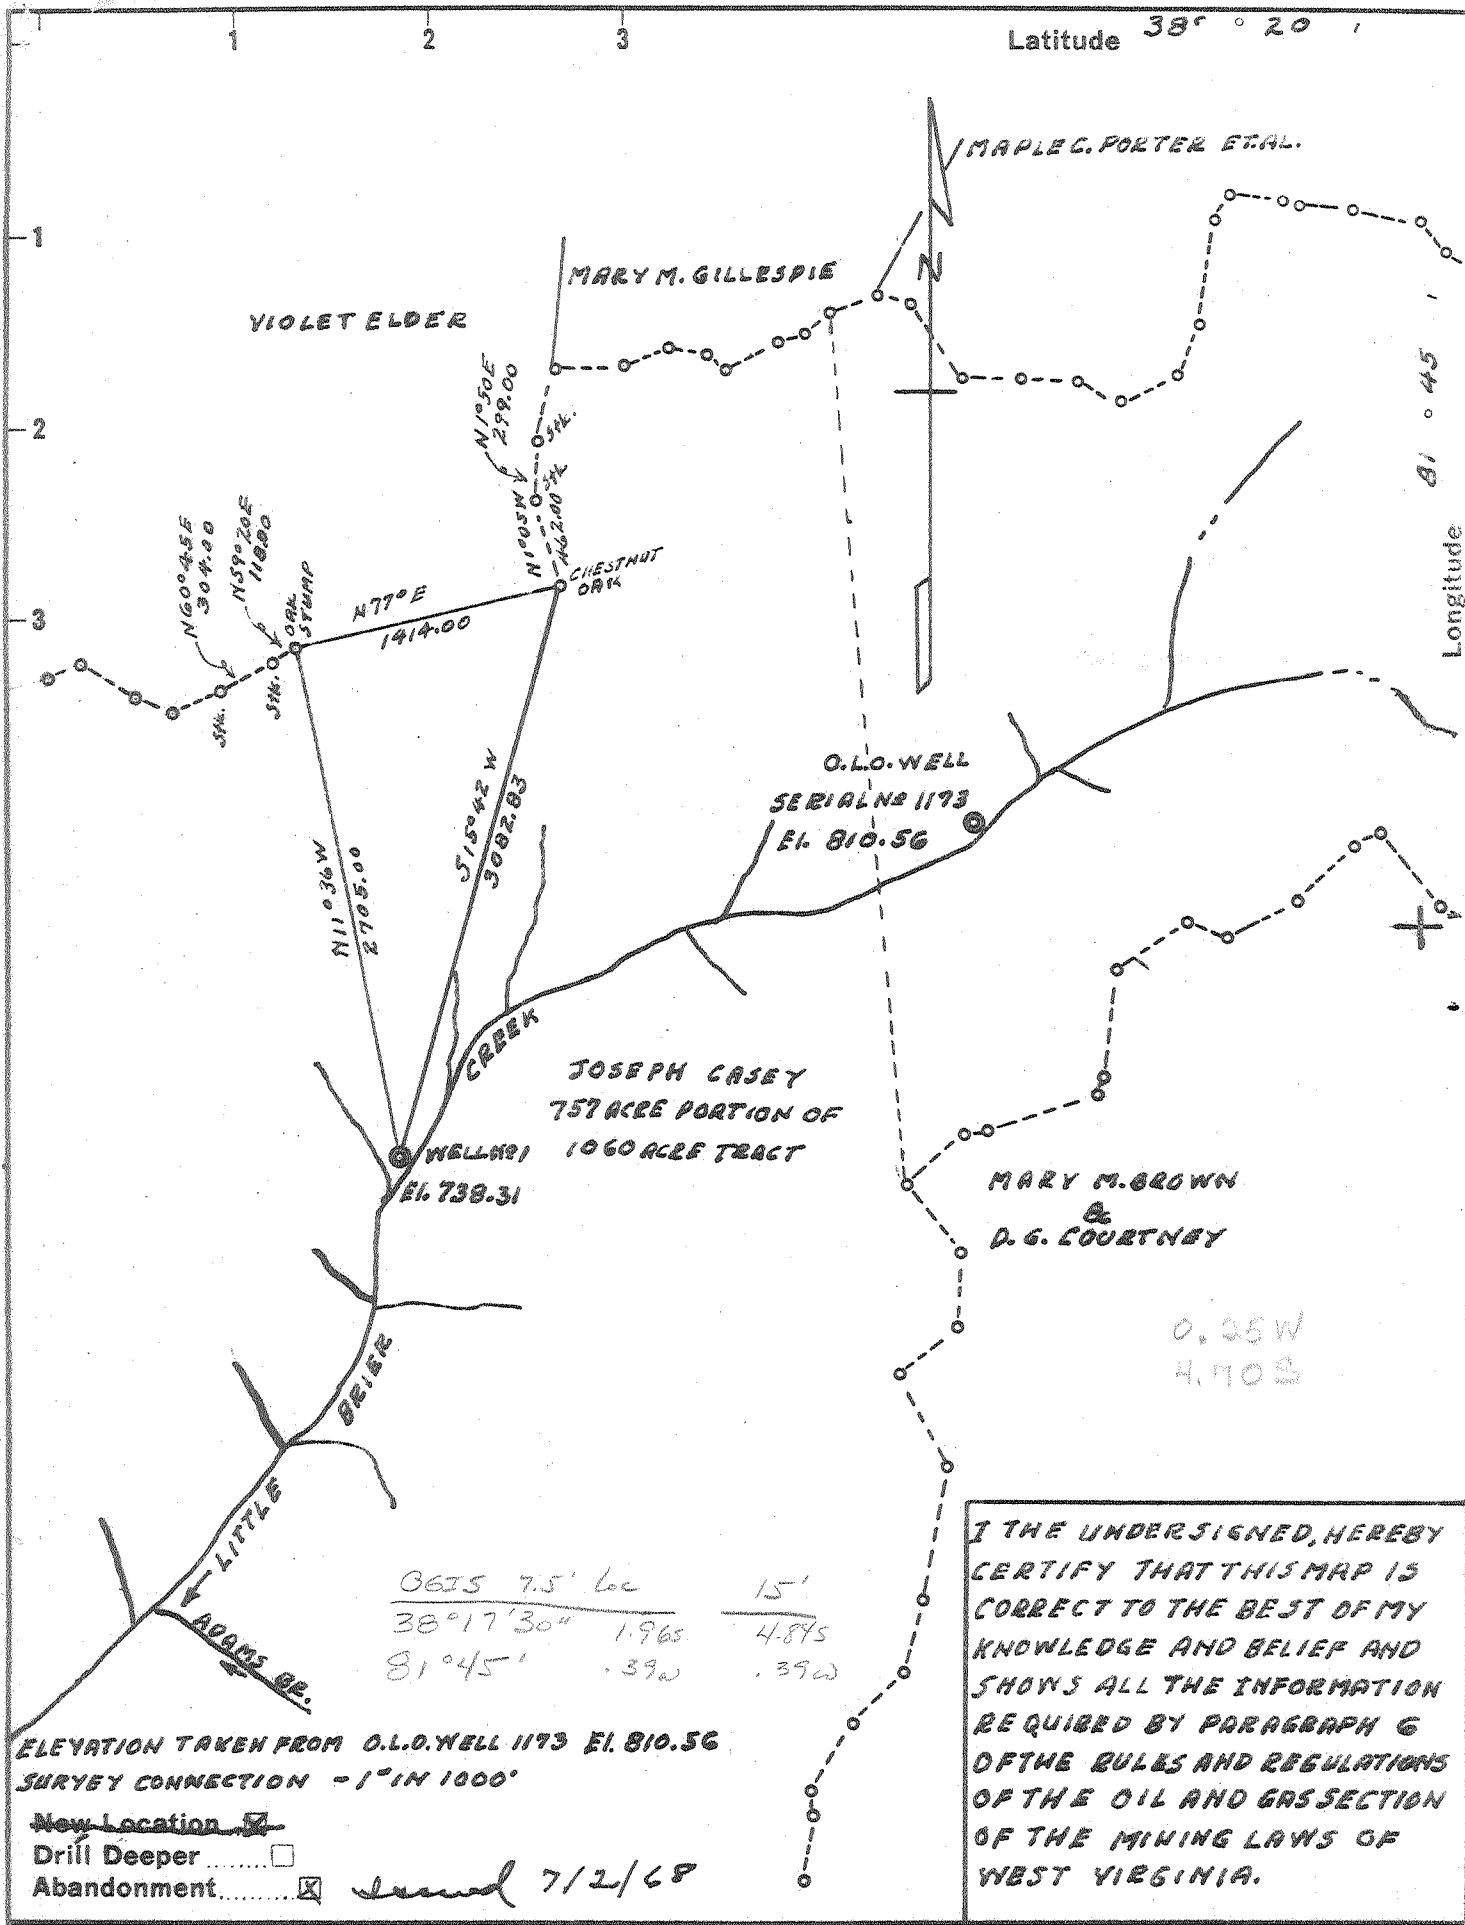 1
2
3
Latitude 38° 20 '
MAPLE C. PORTER ET.AL.
1
MARY M. GILLESPIE
N
VIOLET ELDER
81 ° 45 '
Longitude
N1°50E
299.00
Stk.
2
Stk
N1°05W
462.00
CHESTNUT
OAK
N60°45E
304.00
N59°20E
118.00
OAK
STUMP
N77°E
1414.00
3
Stk.
Stk.
O.L.O. WELL
SERIAL No 1173
El. 810.56
S15°42 W
3082.83
N11°36W
2705.00
CREEK
JOSEPH CASEY
757 ACRE PORTION OF
1060 ACRE TRACT
WELL No1
El. 738.31
MARY M. BROWN
&
D. G. COURTNEY
0.25W
4.70S
BRIER
LITTLE
ADAMS BR.
OGIS 7.5' Loc 15'
38°17'30" 1.96s 4.84s
81°45' .39w .39w
I THE UNDERSIGNED, HEREBY
CERTIFY THAT THIS MAP IS
CORRECT TO THE BEST OF MY
KNOWLEDGE AND BELIEF AND
SHOWS ALL THE INFORMATION
REQUIRED BY PARAGRAPH 6
OF THE RULES AND REGULATIONS
OF THE OIL AND GAS SECTION
OF THE MINING LAWS OF
WEST VIRGINIA.
ELEVATION TAKEN FROM O.L.O. WELL 1173 El. 810.56
SURVEY CONNECTION - 1" IN 1000'
New Location
Drill Deeper ........
Abandonment ..........
Issued 7/2/68